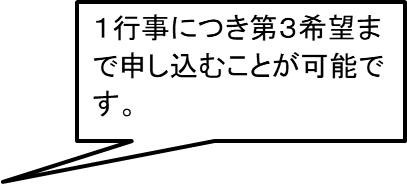 １行事につき第３希望ま
で申し込むことが可能で
す。